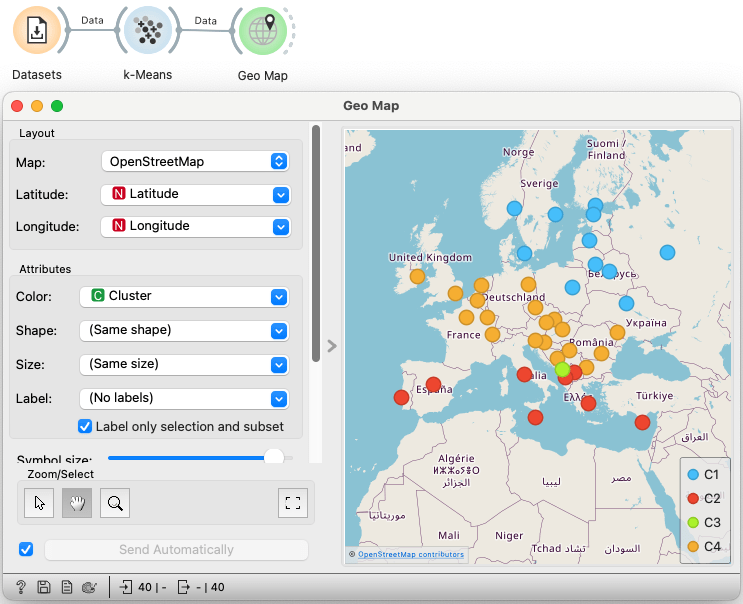 Data
Data
Datasets
k-Means
Geo Map
Geo Map
Layout
Map:
OpenStreetMap
Latitude:
N Latitude
Longitude:
N Longitude
Attributes
Color:
C Cluster
Shape:
(Same shape)
Size:
(Same size)
Label:
(No labels)
Label only selection and subset
Symbol size:
Zoom/Select
Send Automatically
40 | -
- | 40
and
Norge
Suomi /
Finland
Sverige
United Kingdom
Беларусь
Deutschland
Україна
France
România
Italia
España
Ελλάς
Türkiye
العراق
Algérie
ⵍⵣⵣⴰⵢⴻⵔ
الجزائر
ليبيا
مصر
موريتانيا
Mali
Niger
Tchad تشاد
السودان
C1
C2
C3
C4
© OpenStreetMap contributors